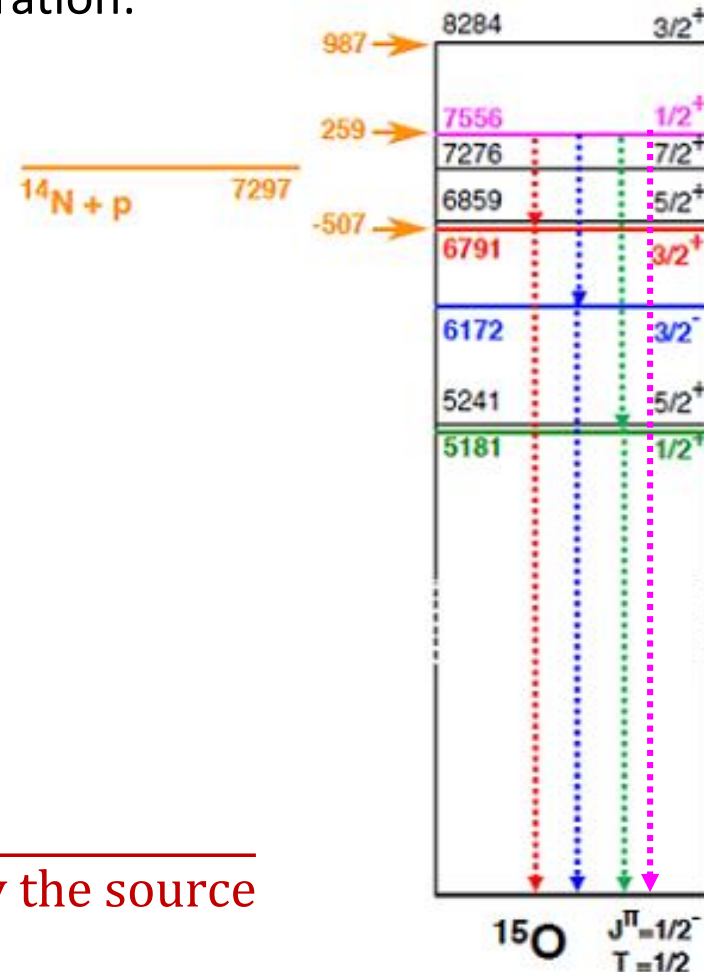 ration.
8284 3/2+
987
7556 1/2+
259
7276 7/2+
14N + p 7297
6859 5/2+
-507
6791 3/2+
6172 3/2-
5241 5/2+
5181 1/2+
the source
15O Jπ=1/2-
T=1/2